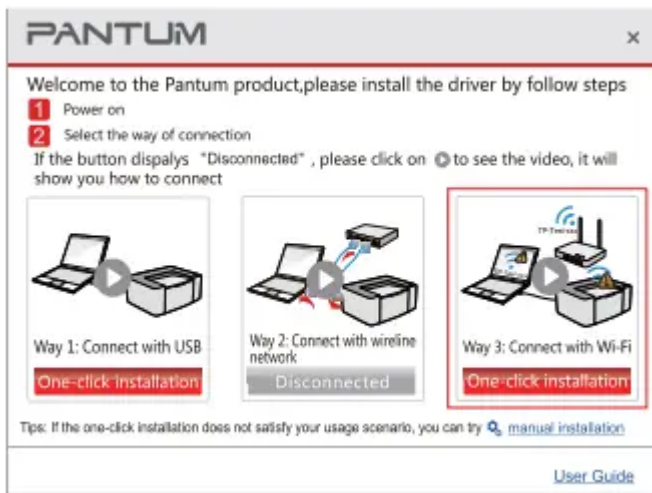 PANTUM
×
Welcome to the Pantum product,please install the driver by follow steps
1 Power on
2 Select the way of connection
If the button dispalys "Disconnected" , please click on to see the video, it will
show you how to connect
Way 1: Connect with USB
One-click installation
Way 2: Connect with wireline
network
Disconnected
Way 3: Connect with Wi-Fi
One-click installation
Tips: If the one-click installation does not satisfy your usage scenario, you can try manual installation
User Guide